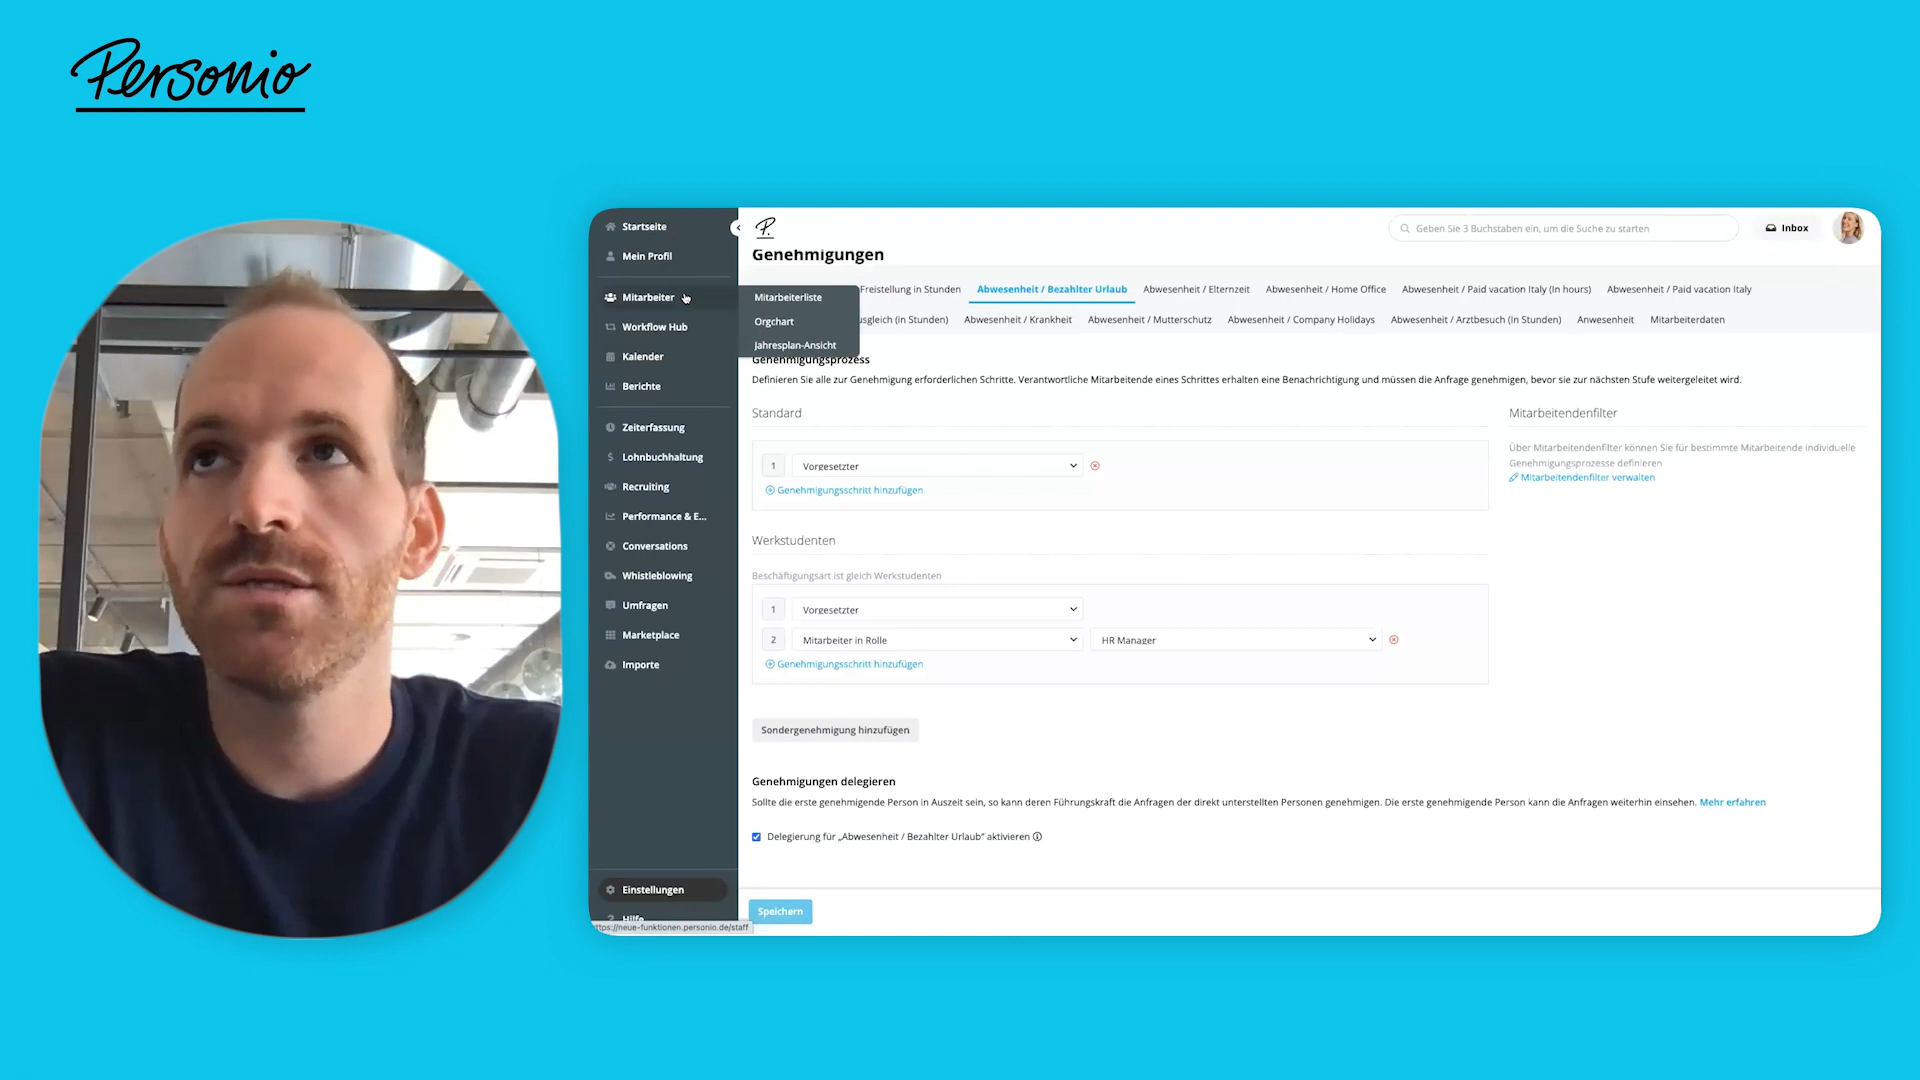 Personio
Startseite
Mein Profil
Mitarbeiter
Workflow Hub
Kalender
Berichte
Zeiterfassung
Lohnbuchhaltung
Recruiting
Performance & E...
Conversations
Whistleblowing
Umfragen
Marketplace
Importe
Einstellungen
Hilfe
ttps://neue-funktionen.personio.de/staff
Mitarbeiterliste
Orgchart
Jahresplan-Ansicht
P.
Geben Sie 3 Buchstaben ein, um die Suche zu starten
Inbox
Genehmigungen
Freistellung in Stunden Abwesenheit / Bezahlter Urlaub Abwesenheit / Elternzeit Abwesenheit / Home Office Abwesenheit / Paid vacation Italy (In hours) Abwesenheit / Paid vacation Italy
usgleich (in Stunden) Abwesenheit / Krankheit Abwesenheit / Mutterschutz Abwesenheit / Company Holidays Abwesenheit / Arztbesuch (In Stunden) Anwesenheit Mitarbeiterdaten
Genehmigungsprozess
Definieren Sie alle zur Genehmigung erforderlichen Schritte. Verantwortliche Mitarbeitende eines Schrittes erhalten eine Benachrichtigung und müssen die Anfrage genehmigen, bevor sie zur nächsten Stufe weitergeleitet wird.
Standard
1 Vorgesetzter
Genehmigungsschritt hinzufügen
Mitarbeitendenfilter
Über Mitarbeitendenfilter können Sie für bestimmte Mitarbeitende individuelle
Genehmigungsprozesse definieren
Mitarbeitendenfilter verwalten
Werkstudenten
Beschäftigungsart ist gleich Werkstudenten
1 Vorgesetzter
2 Mitarbeiter in Rolle HR Manager
Genehmigungsschritt hinzufügen
Sondergenehmigung hinzufügen
Genehmigungen delegieren
Sollte die erste genehmigende Person in Auszeit sein, so kann deren Führungskraft die Anfragen der direkt unterstellten Personen genehmigen. Die erste genehmigende Person kann die Anfragen weiterhin einsehen. Mehr erfahren
Delegierung für „Abwesenheit / Bezahlter Urlaub“ aktivieren
Speichern